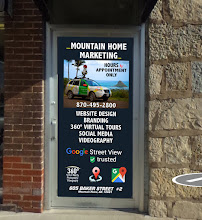 MOUNTAIN HOME
MARKETING
HOURS
APPOINTMENT
ONLY
870-495-2800
WEBSITE DESIGN
BRANDING
360° VIRTUAL TOURS
SOCIAL MEDIA
VIDEOGRAPHY
Google Street View
trusted
360°
G
605 BAKER STREET #2